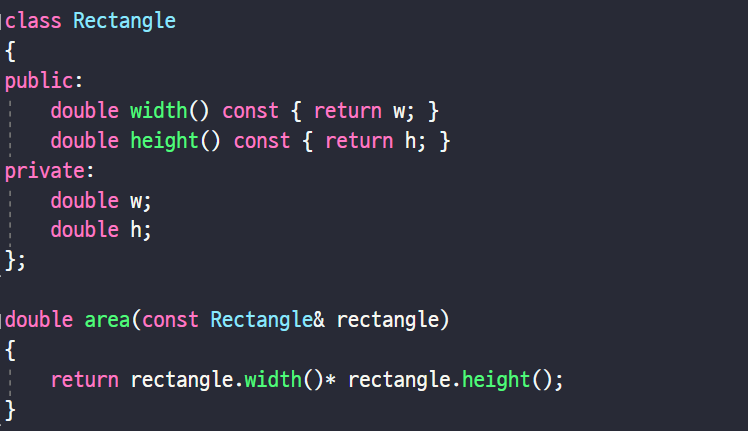 class Rectangle
{
public:
    double width() const { return w; }
    double height() const { return h; }
private:
    double w;
    double h;
};

double area(const Rectangle& rectangle)
{
    return rectangle.width()* rectangle.height();
}